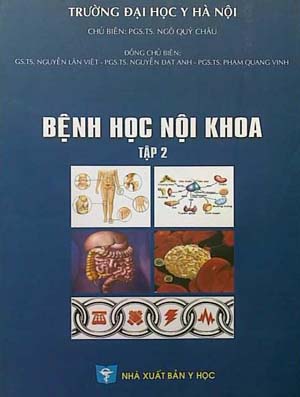 TRƯỜNG ĐẠI HỌC Y HÀ NỘI
CHỦ BIÊN: PGS.TS. NGÔ QUÝ CHÂU
ĐỒNG CHỦ BIÊN:
GS.TS. NGUYỄN LÂN VIỆT - PGS.TS. NGUYỄN ĐẠT ANH - PGS.TS. PHẠM QUANG VINH
BỆNH HỌC NỘI KHOA
TẬP 2
NHÀ XUẤT BẢN Y HỌC